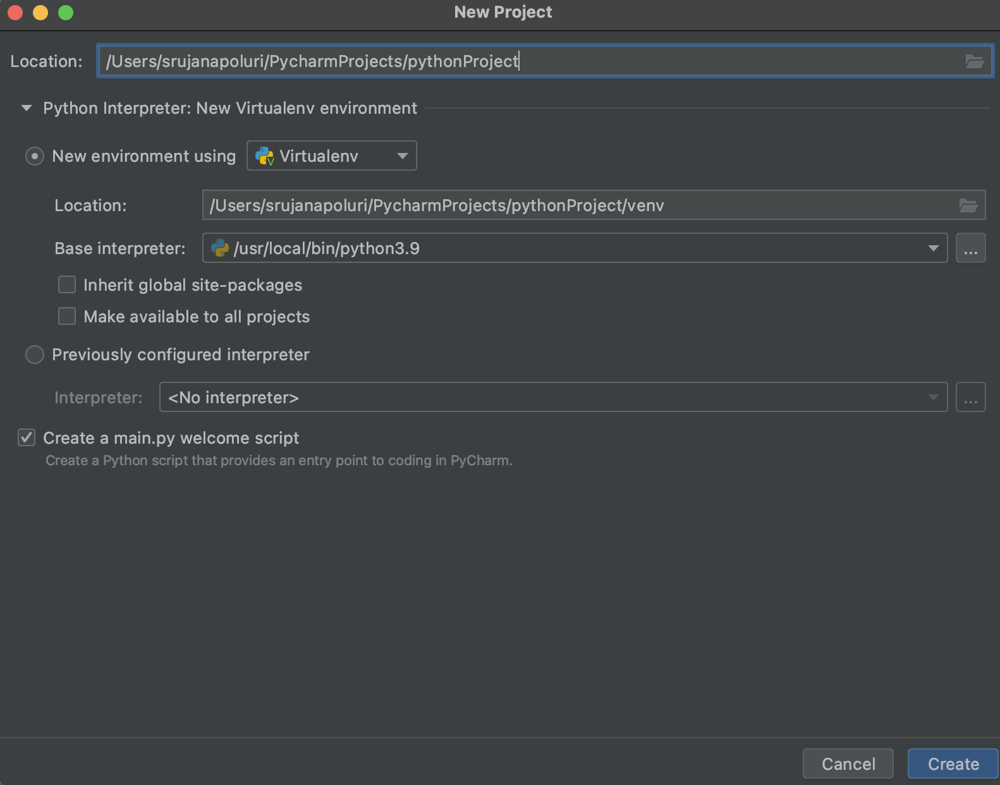 New Project
Location: /Users/srujanapoluri/PycharmProjects/pythonProject
Python Interpreter: New Virtualenv environment
New environment using Virtualenv
Location: /Users/srujanapoluri/PycharmProjects/pythonProject/venv
Base interpreter: /usr/local/bin/python3.9 ...
Inherit global site-packages
Make available to all projects
Previously configured interpreter
Interpreter: <No interpreter> ...
Create a main.py welcome script
Create a Python script that provides an entry point to coding in PyCharm.
Cancel Create